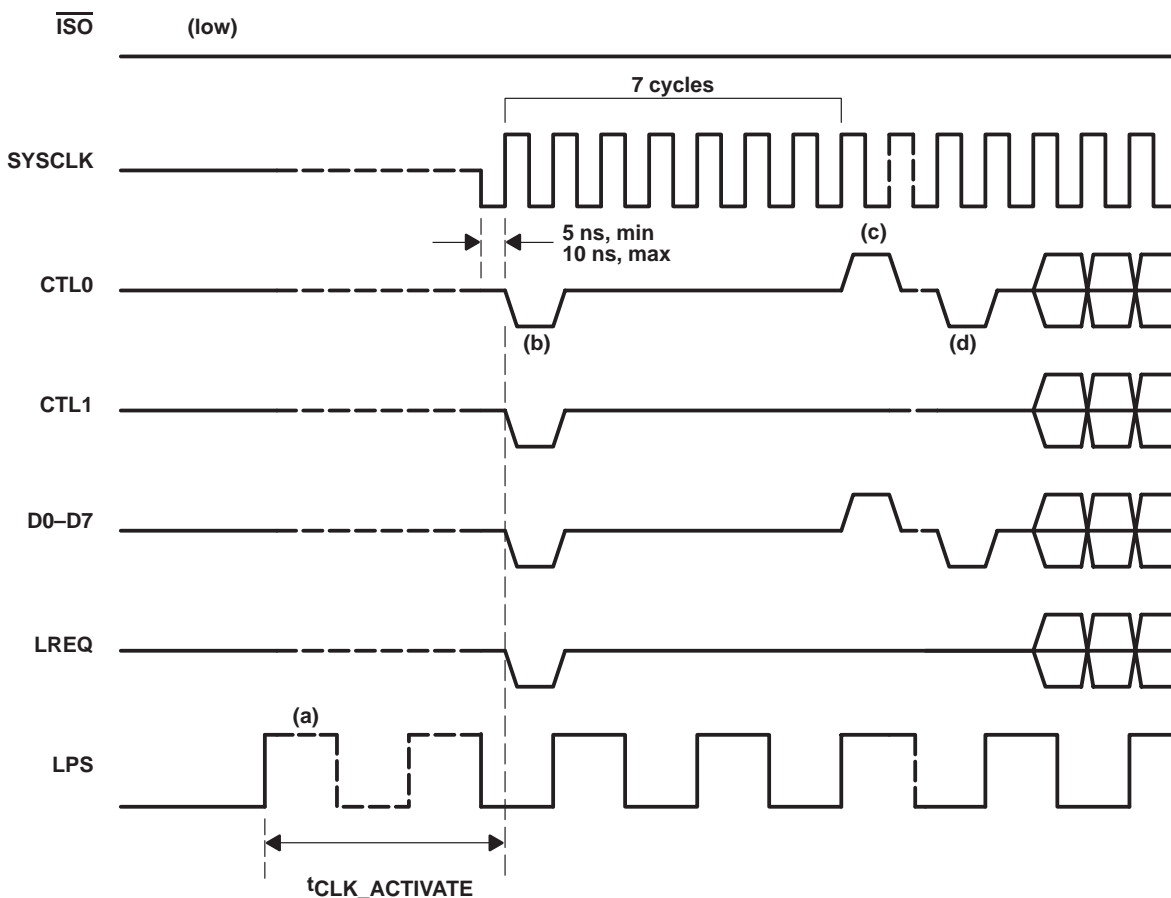 ISO (low)
7 cycles
SYSCLK
5 ns, min
10 ns, max
(c)
CTL0
(b) (d)
CTL1
D0–D7
LREQ
(a)
LPS
tCLK_ACTIVATE